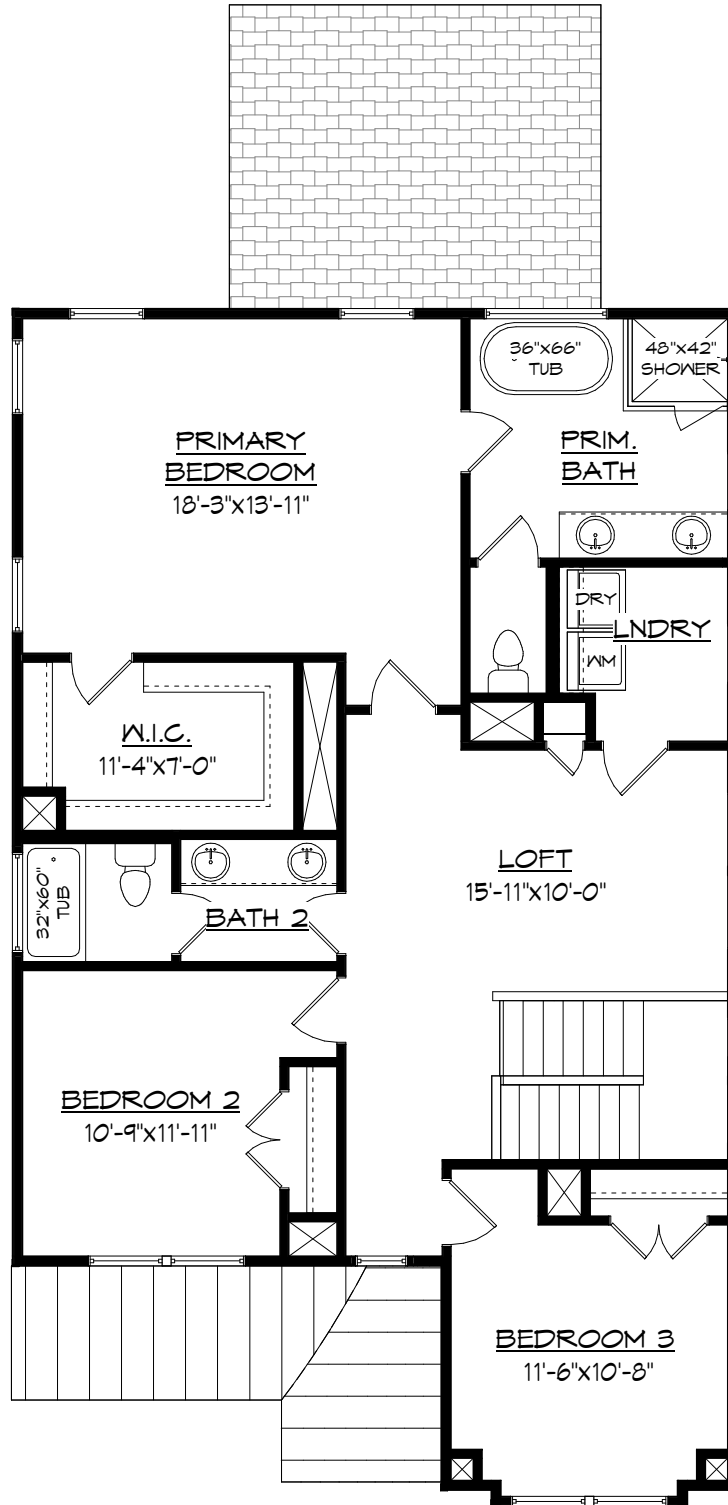 36"x66"
TUB
48"x42"
SHOWER
PRIMARY
BEDROOM
18'-3"x13'-11"
PRIM.
BATH
DRY
LNDRY
WM
W.I.C.
11'-4"x7'-0"
LOFT
15'-11"x10'-0"
32"x60"
TUB
BATH 2
BEDROOM 2
10'-9"x11'-11"
BEDROOM 3
11'-6"x10'-8"